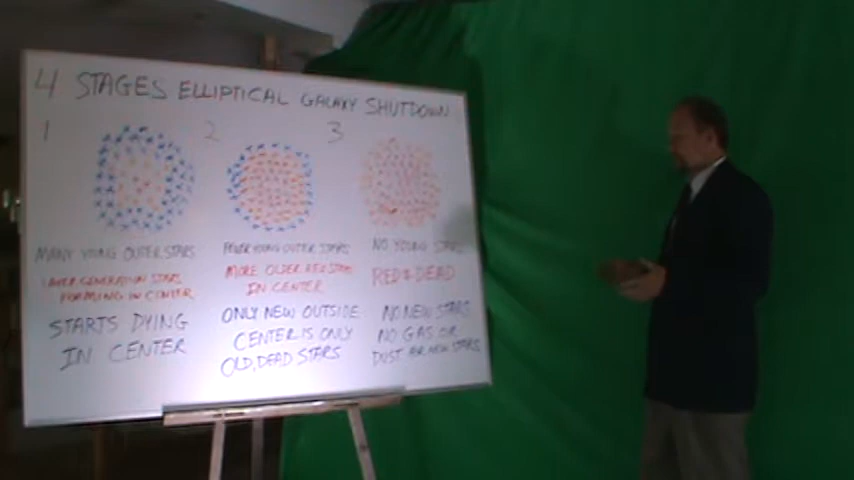 4 STAGES ELLIPTICAL GALAXY SHUTDOWN
1 2 3
MANY YOUNG OUTER STARS
LATER GENERATION STARS
FORMING IN CENTER
STARTS DYING
IN CENTER
FEWER YOUNG OUTER STARS
MORE OLDER RED STARS
IN CENTER
ONLY NEW OUTSIDE
CENTER IS ONLY
OLD, DEAD STARS
NO YOUNG STARS
RED & DEAD
NO NEW STARS
NO GAS OR
DUST FOR NEW STARS